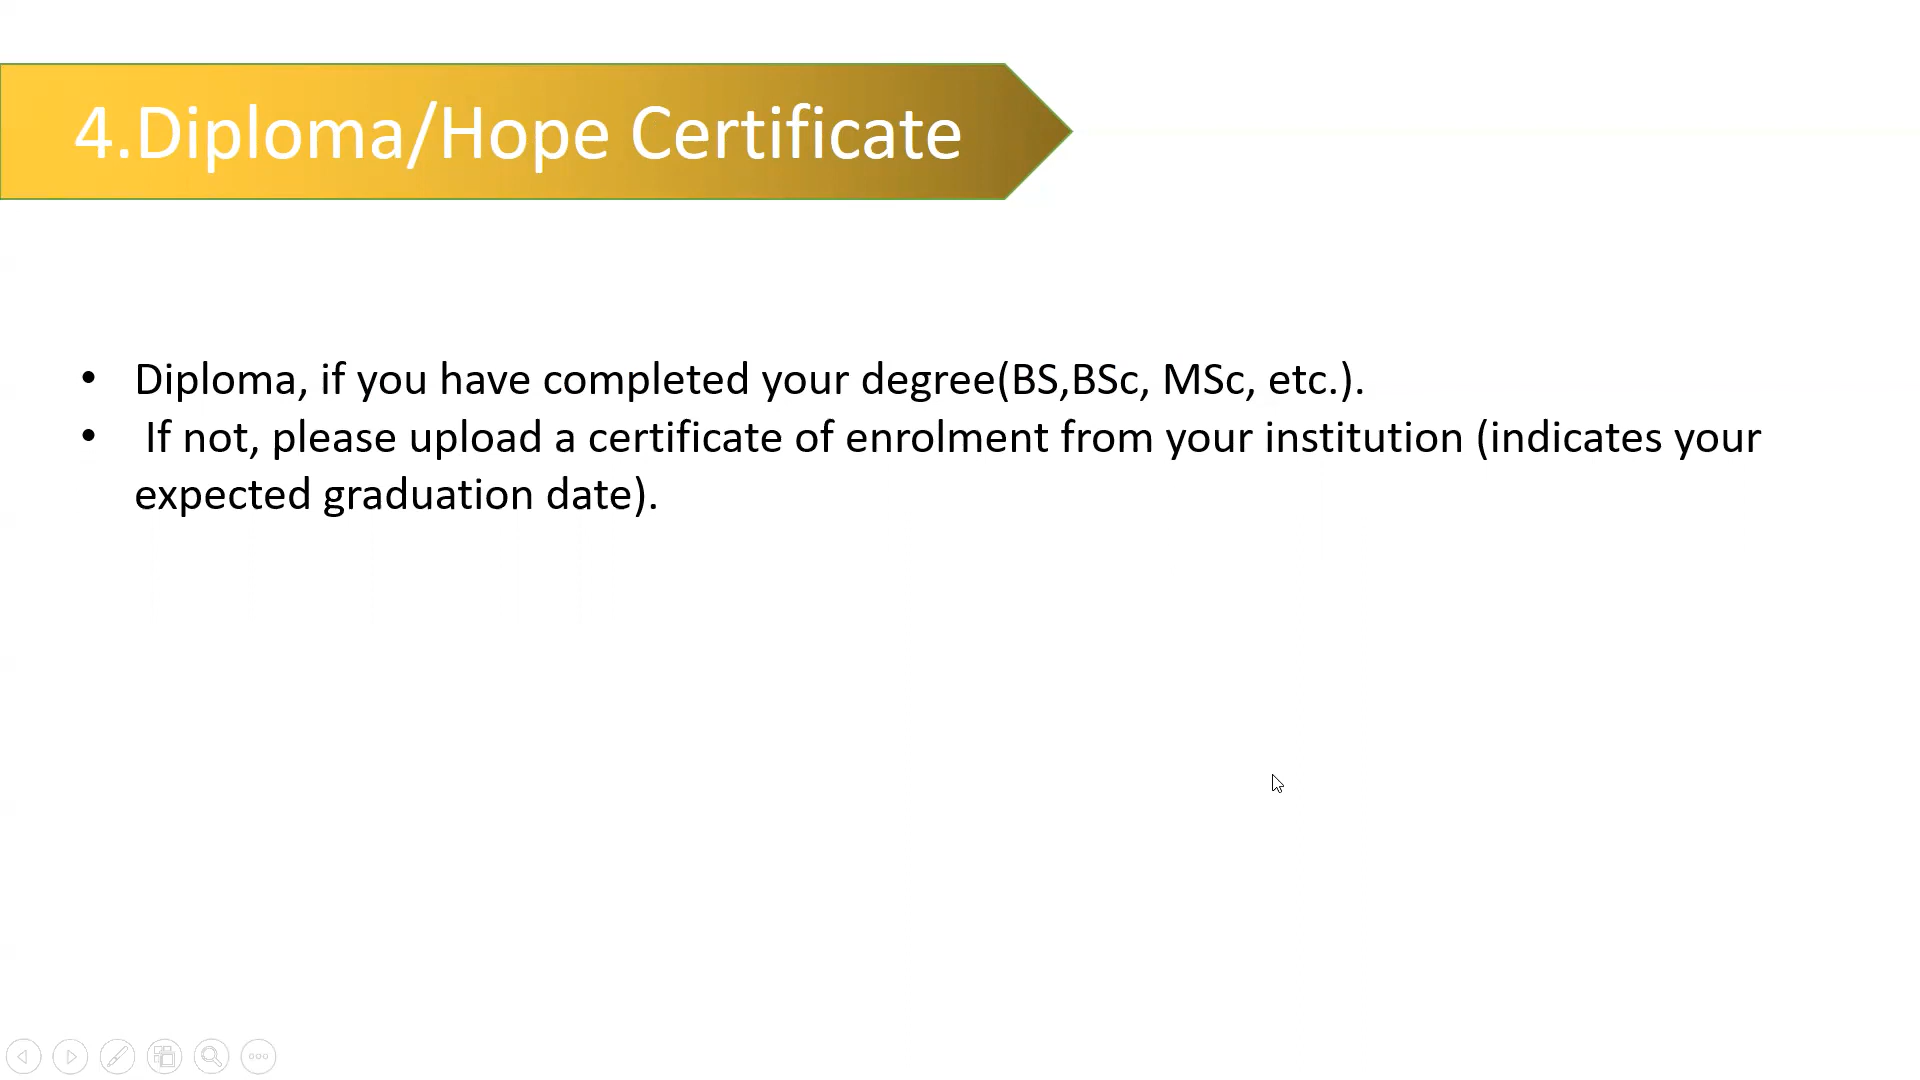 4.Diploma/Hope Certificate
• Diploma, if you have completed your degree(BS,BSc, MSc, etc.).
• If not, please upload a certificate of enrolment from your institution (indicates your
expected graduation date).